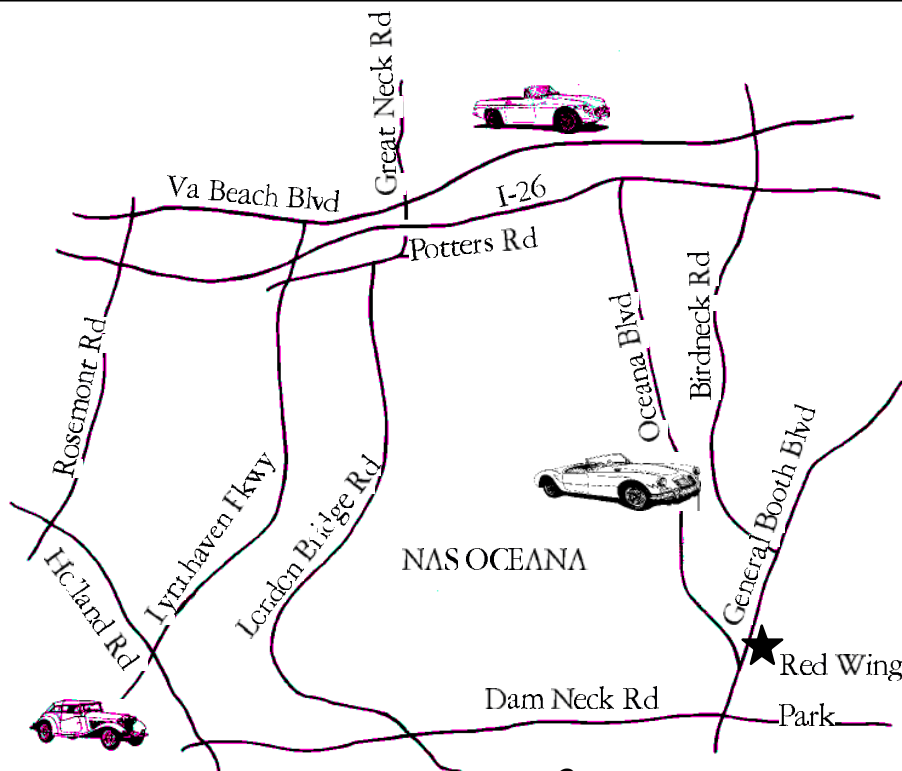 Great Neck Rd
Va Beach Blvd
I-26
Potters Rd
Rosemont Rd
Oceana Blvd
Birdneck Rd
General Booth Blvd
Lynnhaven Pkwy
London Bridge Rd
NAS OCEANA
Holland Rd
Red Wing
Park
Dam Neck Rd